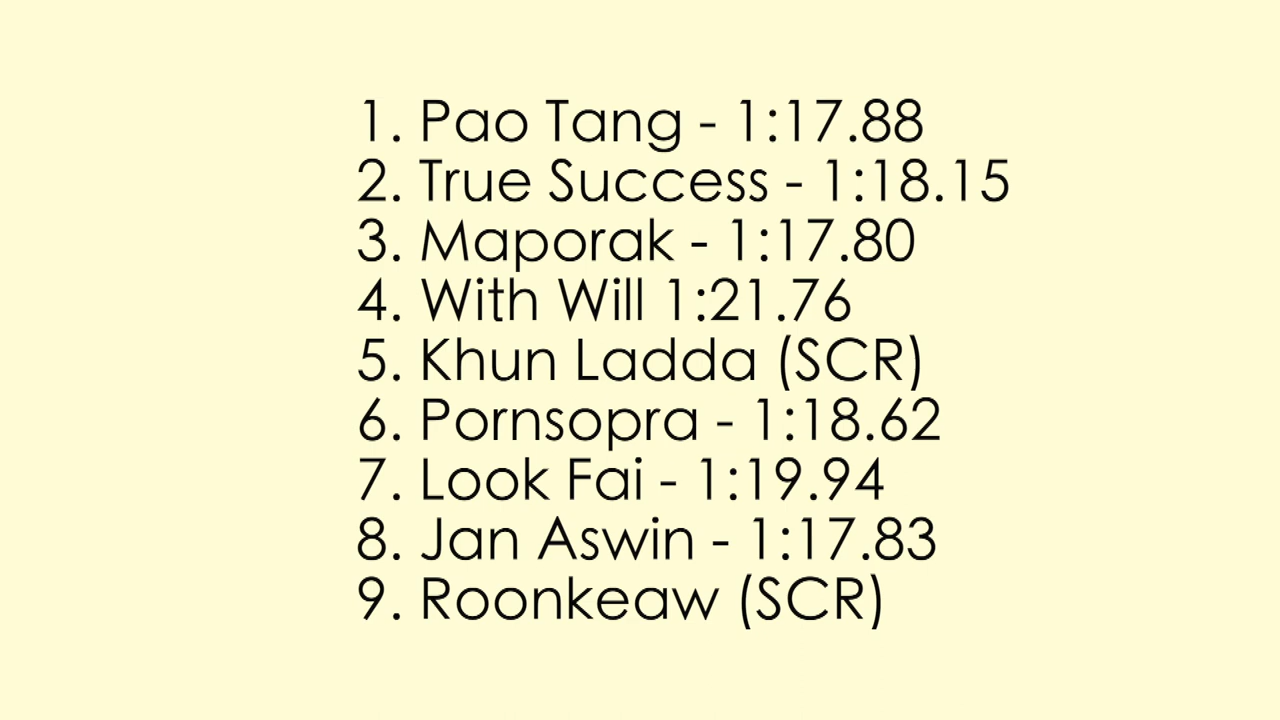 1. Pao Tang - 1:17.88
2. True Success - 1:18.15
3. Maporak - 1:17.80
4. With Will 1:21.76
5. Khun Ladda (SCR)
6. Pornsopra - 1:18.62
7. Look Fai - 1:19.94
8. Jan Aswin - 1:17.83
9. Roonkeaw (SCR)